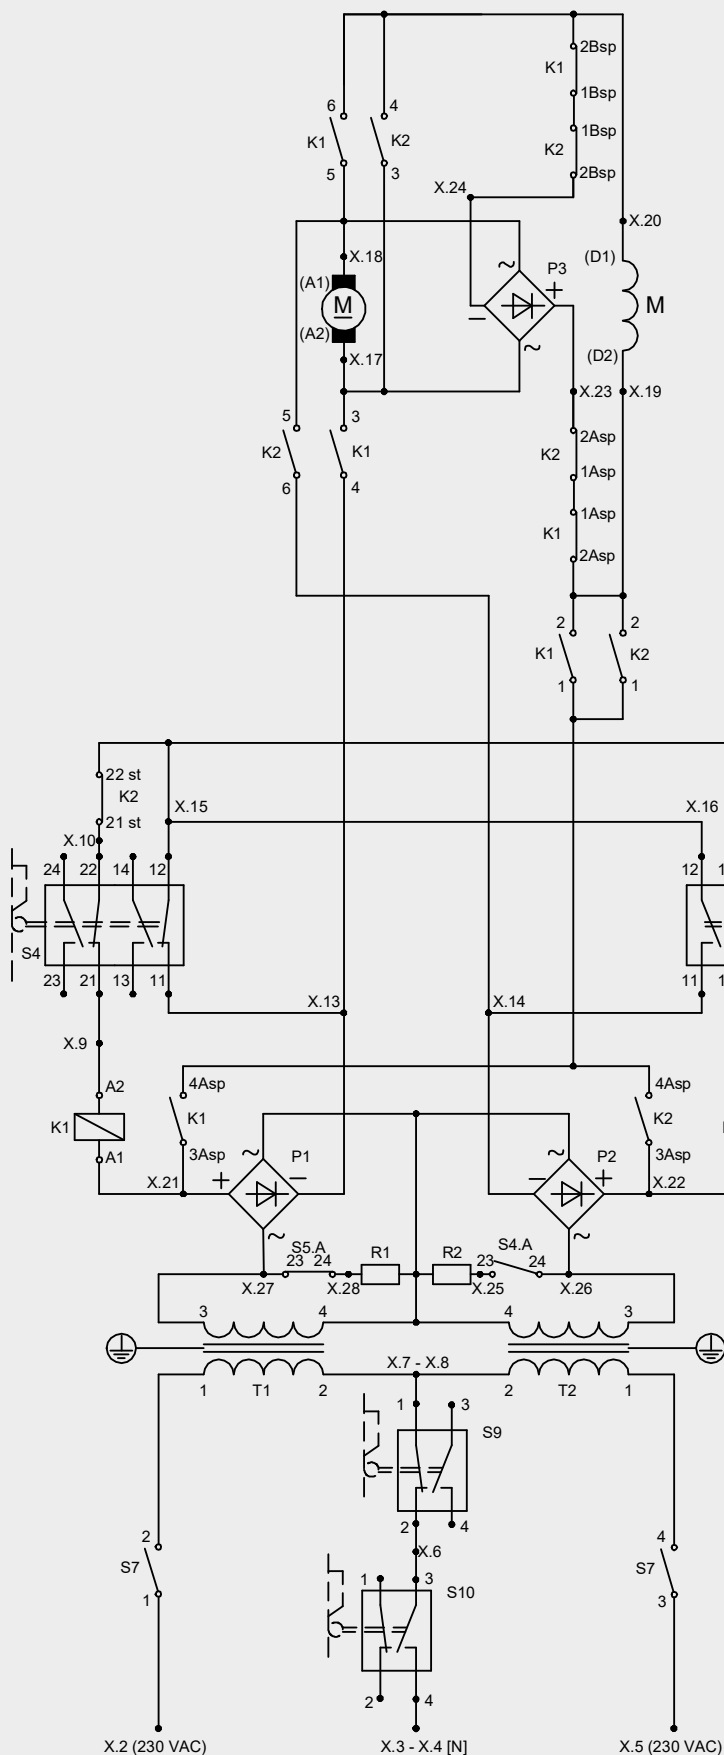 2Bsp
K1
6
4
1Bsp
K1
K2
1Bsp
K2
5
3
X.24
2Bsp
X.20
X.18
(D1)
~
P3
+
(A1)
M
M
−
(A2)
~
X.17
(D2)
X.23
X.19
5
3
2Asp
K2
K1
K2
6
4
1Asp
1Asp
K1
2Asp
2
2
K1
K2
1
1
22 st
K2
X.15
X.16
21 st
X.10
24
22
14
12
12
1
S4
23
21
13
11
11
1
X.13
X.14
X.9
A2
4Asp
4Asp
K1
K1
K2
A1
3Asp
3Asp
~
P1
~
P2
X.21
+
−
−
+
X.22
~
~
S5.A
R1
R2
S4.A
23
24
23
24
X.27
X.28
X.25
X.26
3
4
4
3
X.7 - X.8
1
T1
2
2
T2
1
1
3
S9
2
4
X.6
2
4
S7
S7
1
3
S10
1
3
2
4
X.2 (230 VAC)
X.3 - X.4 [N]
X.5 (230 VAC)